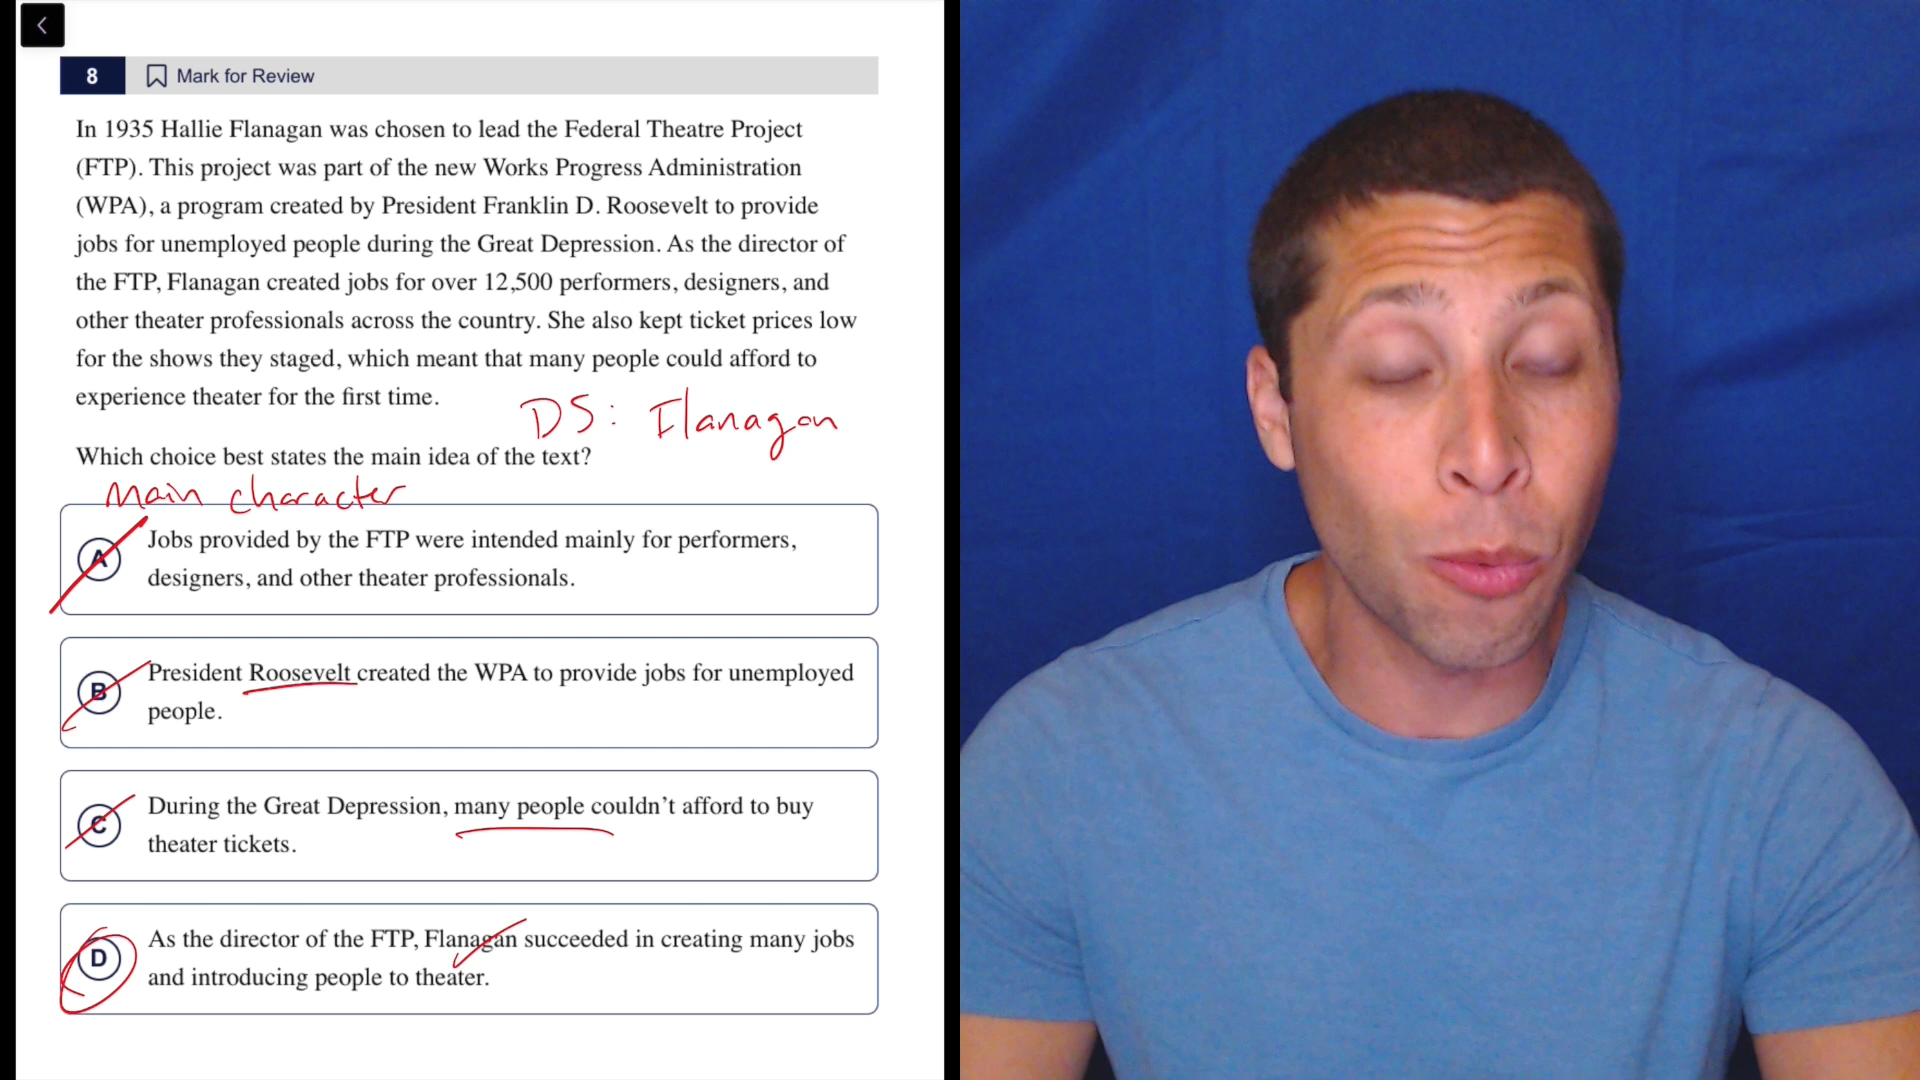 8 Mark for Review
In 1935 Hallie Flanagan was chosen to lead the Federal Theatre Project
(FTP). This project was part of the new Works Progress Administration
(WPA), a program created by President Franklin D. Roosevelt to provide
jobs for unemployed people during the Great Depression. As the director of
the FTP, Flanagan created jobs for over 12,500 performers, designers, and
other theater professionals across the country. She also kept ticket prices low
for the shows they staged, which meant that many people could afford to
experience theater for the first time.
DS: Flanagan
Which choice best states the main idea of the text?
Main character
A Jobs provided by the FTP were intended mainly for performers,
designers, and other theater professionals.
B President Roosevelt created the WPA to provide jobs for unemployed
people.
C During the Great Depression, many people couldn’t afford to buy
theater tickets.
D As the director of the FTP, Flanagan succeeded in creating many jobs
and introducing people to theater.